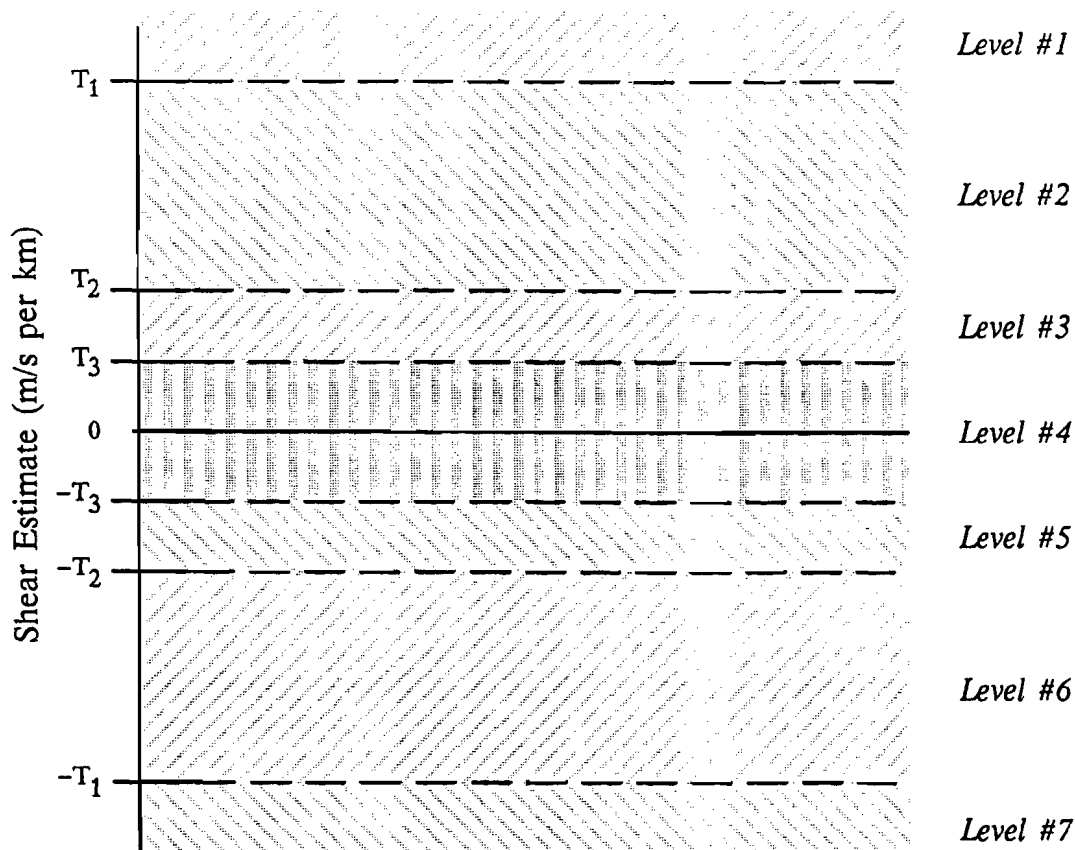 Level #1
T1
Level #2
T2
Level #3
T3
0
Level #4
–T3
Level #5
–T2
Level #6
–T1
Level #7
Shear Estimate (m/s per km)